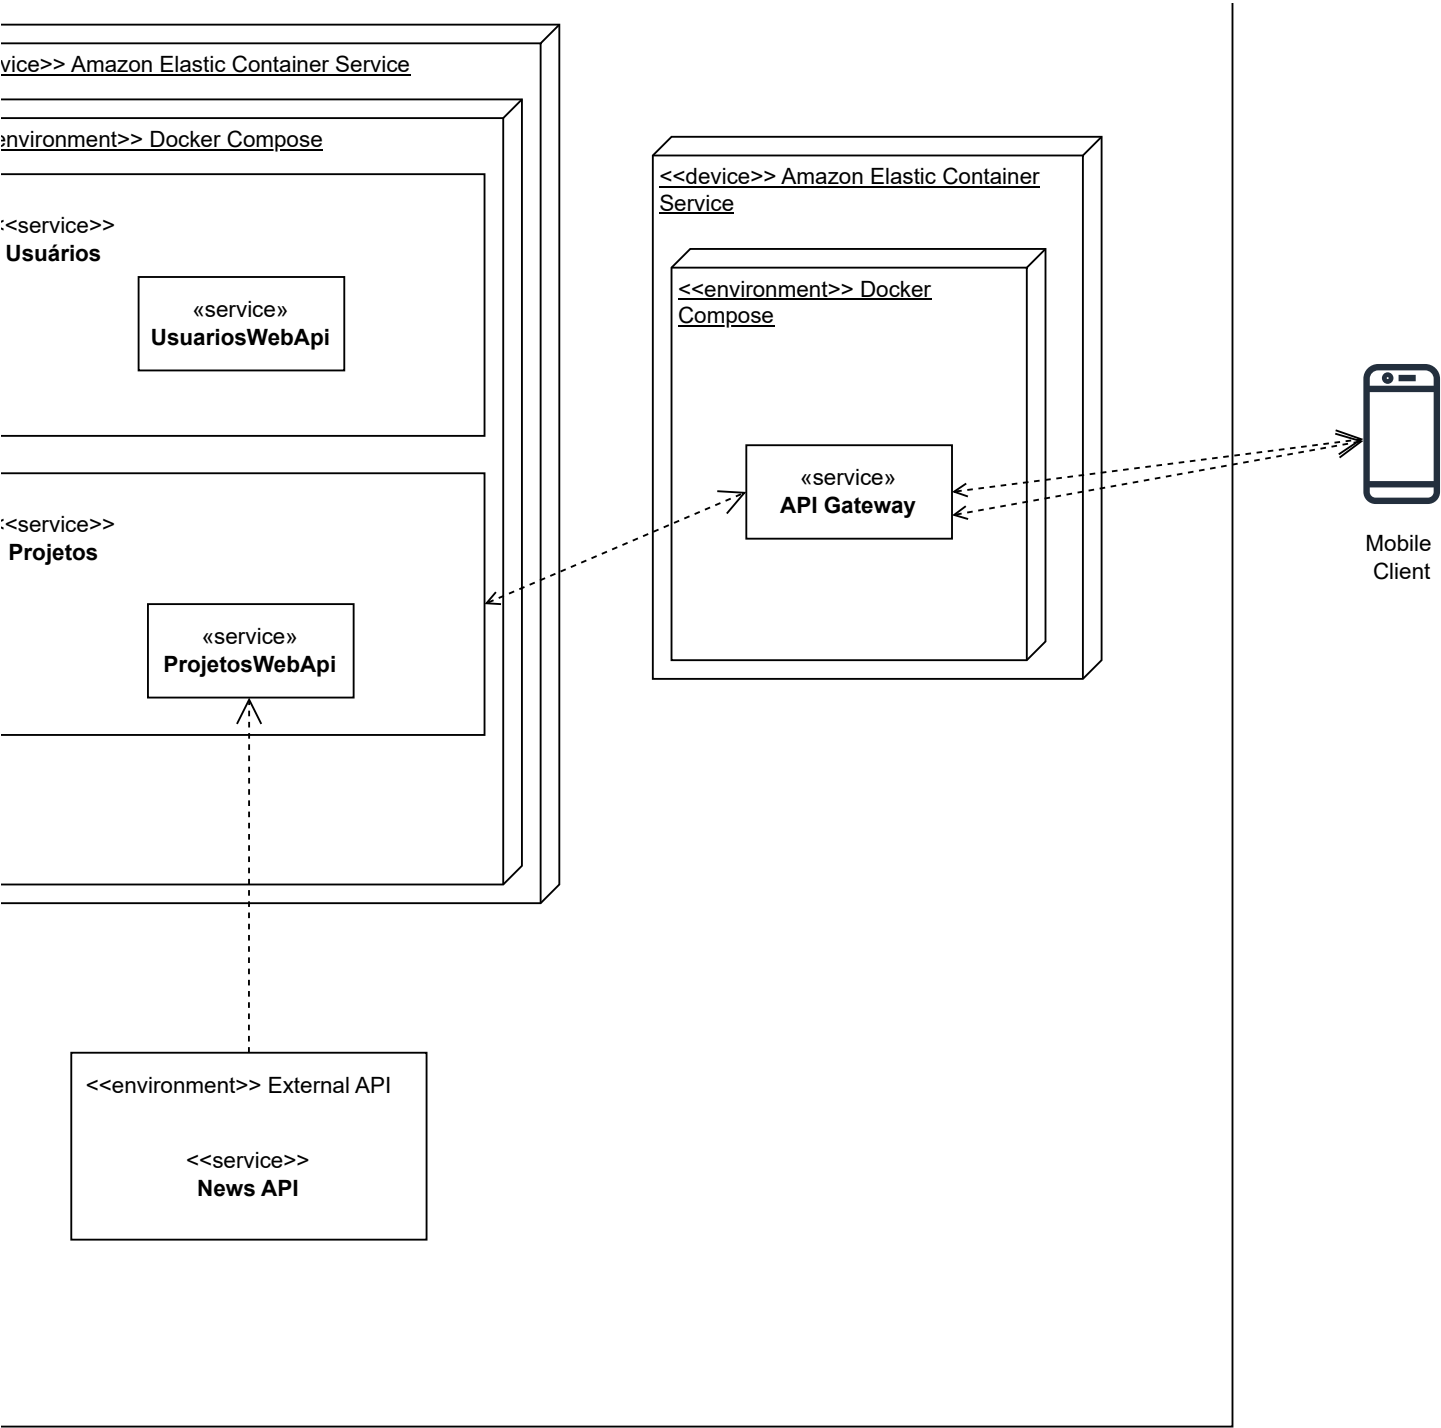 vice>> Amazon Elastic Container Service
environment>> Docker Compose
<<service>>
Usuários
«service»
UsuariosWebApi
<<service>>
Projetos
«service»
ProjetosWebApi
<<device>> Amazon Elastic Container
Service
<<environment>> Docker
Compose
«service»
API Gateway
Mobile
Client
<<environment>> External API
<<service>>
News API